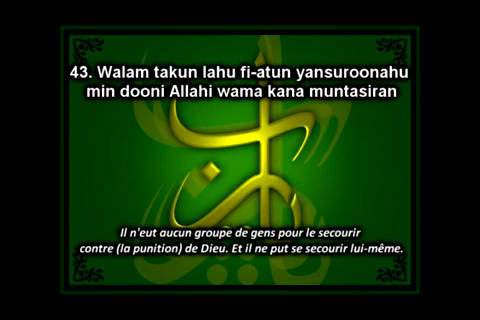 43. Walam takun lahu fi-atun yansuroonahu
min dooni Allahi wama kana muntasiran
Il n'eut aucun groupe de gens pour le secourir
contre (la punition) de Dieu. Et il ne put se secourir lui-même.